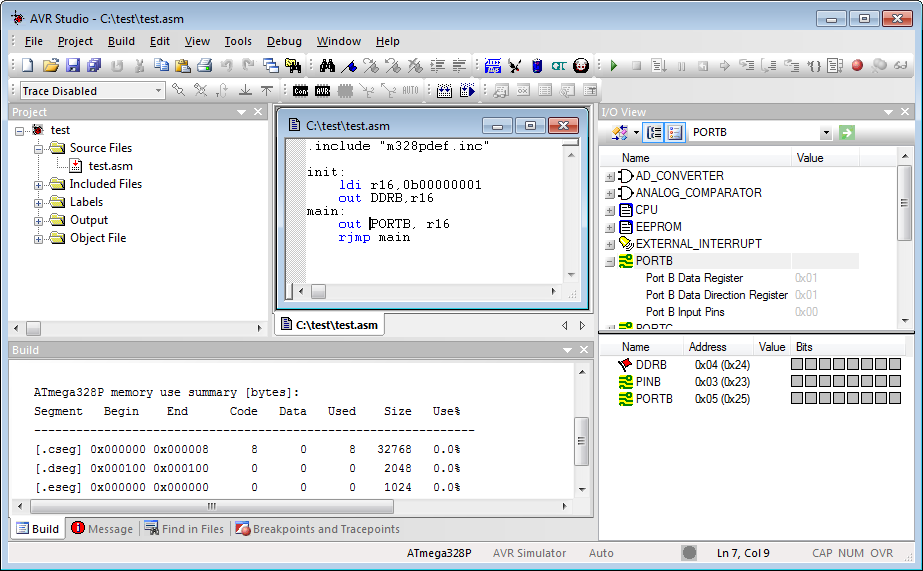 AVR Studio - C:\test\test.asm
File Project Build Edit View Tools Debug Window Help
Trace Disabled
Con AVR AUTO
Project
test
Source Files
test.asm
Included Files
Labels
Output
Object File
C:\test\test.asm
.include "m328pdef.inc"
init:
ldi r16,0b00000001
out DDRB,r16
main:
out PORTB, r16
rjmp main
C:\test\test.asm
I/O View
PORTB
Name Value
AD_CONVERTER
ANALOG_COMPARATOR
CPU
EEPROM
EXTERNAL_INTERRUPT
PORTB
Port B Data Register 0x01
Port B Data Direction Register 0x01
Port B Input Pins 0x00
PORTC
Name Address Value Bits
DDRB 0x04 (0x24)
PINB 0x03 (0x23)
PORTB 0x05 (0x25)
Build
ATmega328P memory use summary [bytes]:
Segment Begin End Code Data Used Size Use%
---------------------------------------------------------------
[.cseg] 0x000000 0x000008 8 0 8 32768 0.0%
[.dseg] 0x000100 0x000100 0 0 0 2048 0.0%
[.eseg] 0x000000 0x000000 0 0 0 1024 0.0%
Build Message Find in Files Breakpoints and Tracepoints
ATmega328P AVR Simulator Auto Ln 7, Col 9 CAP NUM OVR